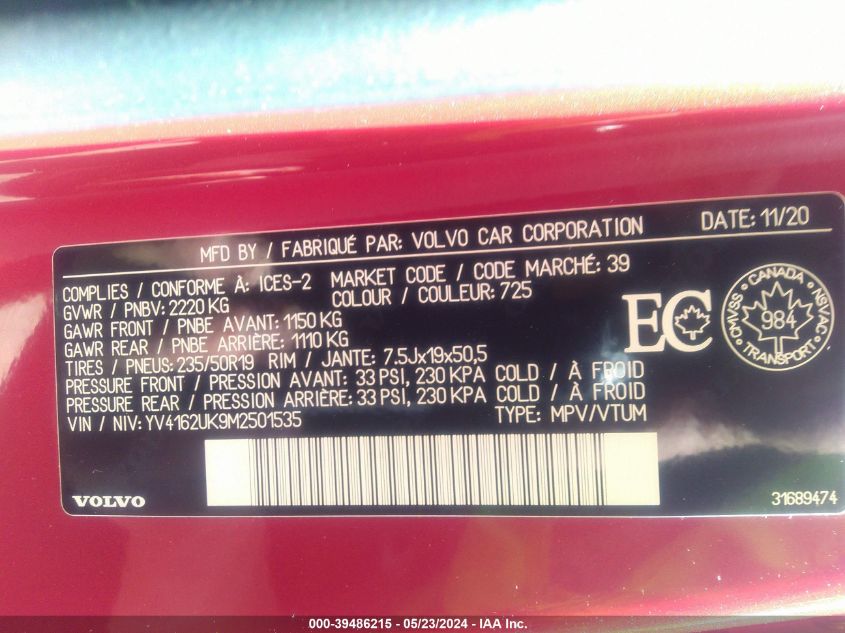 MFD BY / FABRIQUÉ PAR: VOLVO CAR CORPORATION DATE: 11/20
COMPLIES / CONFORME À: ICES-2 MARKET CODE / CODE MARCHÉ: 39
GVWR / PNBV: 2220 KG COLOUR / COULEUR: 725
GAWR FRONT / PNBE AVANT: 1150 KG
GAWR REAR / PNBE ARRIÈRE: 1110 KG
TIRES / PNEUS: 235/50R19 RIM / JANTE: 7.5Jx19x50,5
PRESSURE FRONT / PRESSION AVANT: 33 PSI, 230 KPA COLD / À FROID
PRESSURE REAR / PRESSION ARRIÈRE: 33 PSI, 230 KPA COLD / À FROID
VIN / NIV: YV4162UK9M2501535 TYPE: MPV/VTUM
EC
CANADA
CMVSS
NSVAC
984
TRANSPORT
VOLVO
31689474
000-39486215 - 05/23/2024 - IAA Inc.